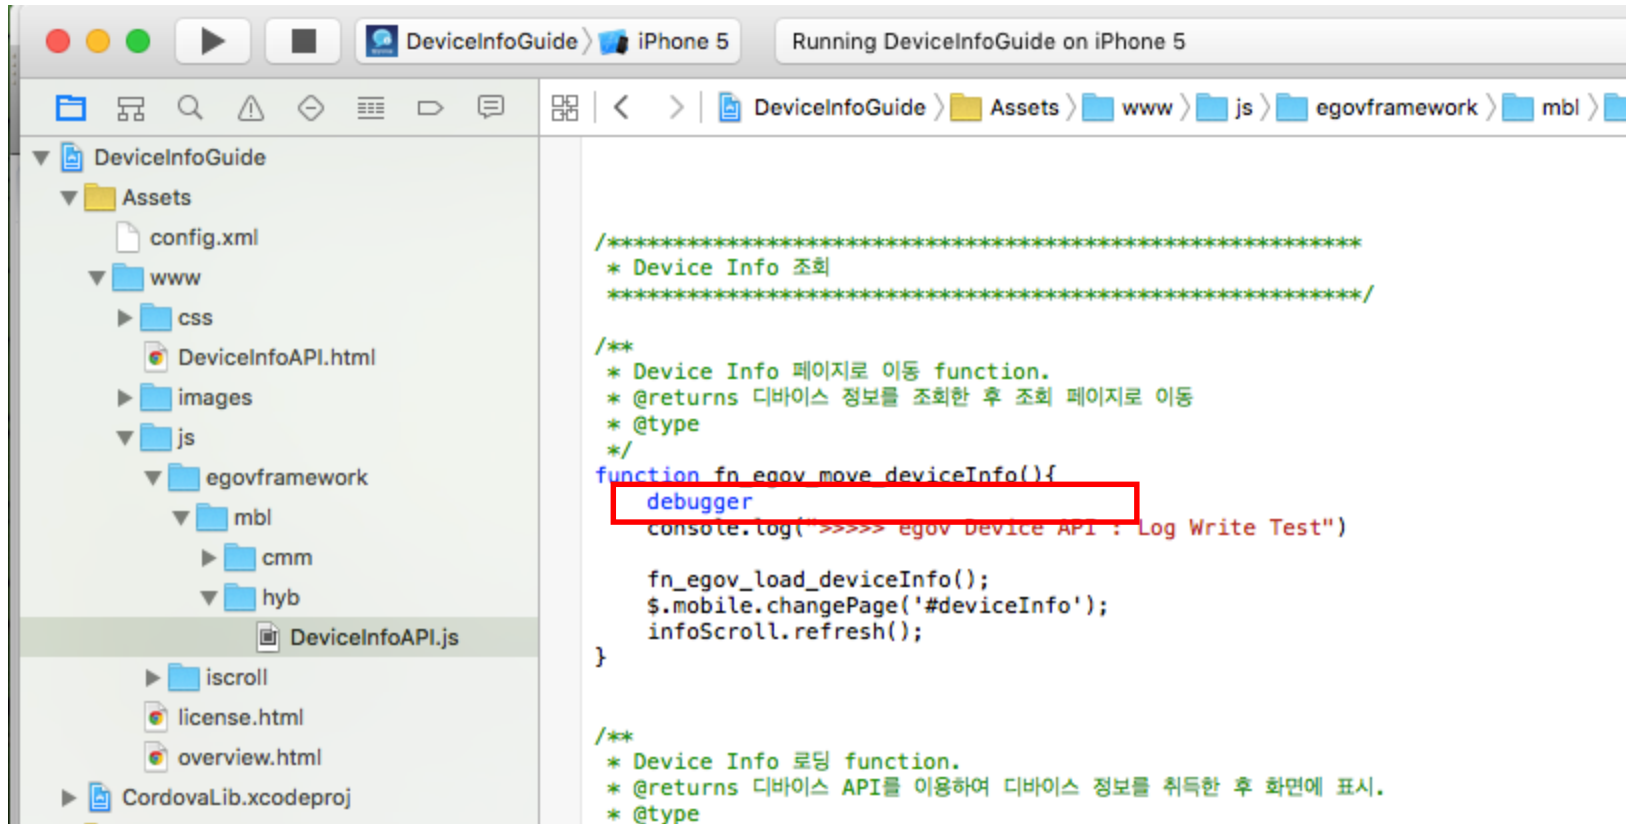 DeviceInfoGuide iPhone 5
Running DeviceInfoGuide on iPhone 5
DeviceInfoGuide Assets www js egovframework mbl
DeviceInfoGuide
Assets
config.xml
www
css
DeviceInfoAPI.html
images
js
egovframework
mbl
cmm
hyb
DeviceInfoAPI.js
iscroll
license.html
overview.html
CordovaLib.xcodeproj
/*********************************************************
 * Device Info 조회
 *********************************************************/
/**
 * Device Info 페이지로 이동 function.
 * @returns 디바이스 정보를 조회한 후 조회 페이지로 이동
 * @type
 */
function fn_egov_move_deviceInfo(){
    debugger
    console.log(">>>>> egov Device API : Log Write Test")
    fn_egov_load_deviceInfo();
    $.mobile.changePage('#deviceInfo');
    infoScroll.refresh();
}
/**
 * Device Info 로딩 function.
 * @returns 디바이스 API를 이용하여 디바이스 정보를 취득한 후 화면에 표시.
 * @type